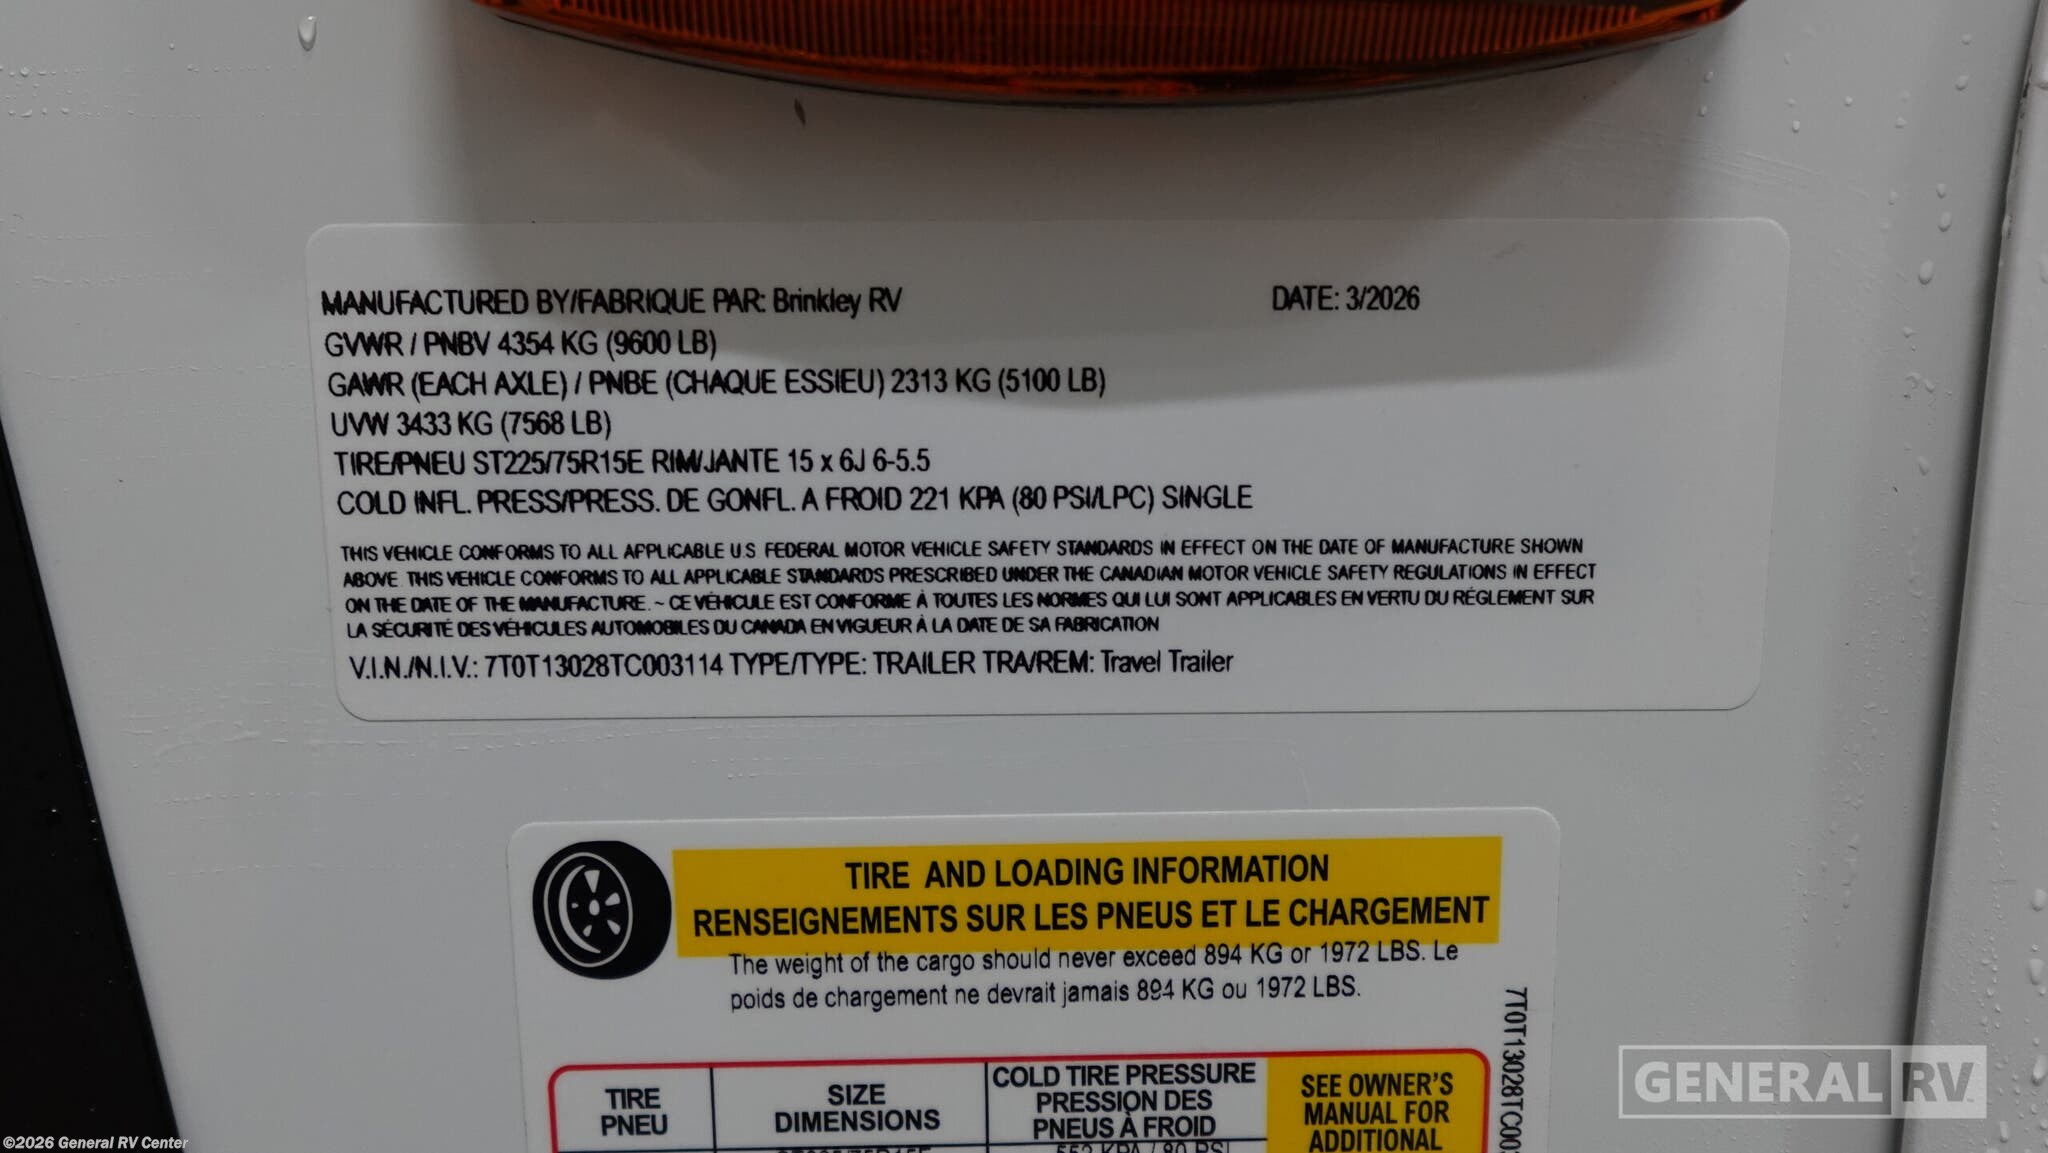 MANUFACTURED BY/FABRIQUE PAR: Brinkley RV DATE: 3/2026
GVWR / PNBV 4354 KG (9600 LB)
GAWR (EACH AXLE) / PNBE (CHAQUE ESSIEU) 2313 KG (5100 LB)
UVW 3433 KG (7568 LB)
TIRE/PNEU ST225/75R15E RIM/JANTE 15 x 6J 6-5.5
COLD INFL. PRESS/PRESS. DE GONFL. A FROID 221 KPA (80 PSI/LPC) SINGLE
THIS VEHICLE CONFORMS TO ALL APPLICABLE U.S. FEDERAL MOTOR VEHICLE SAFETY STANDARDS IN EFFECT ON THE DATE OF MANUFACTURE SHOWN
ABOVE. THIS VEHICLE CONFORMS TO ALL APPLICABLE STANDARDS PRESCRIBED UNDER THE CANADIAN MOTOR VEHICLE SAFETY REGULATIONS IN EFFECT
ON THE DATE OF THE MANUFACTURE. ~ CE VÉHICULE EST CONFORME À TOUTES LES NORMES QUI LUI SONT APPLICABLES EN VERTU DU RÉGLEMENT SUR
LA SÉCURITÉ DES VÉHICULES AUTOMOBILES DU CANADA EN VIGUEUR À LA DATE DE SA FABRICATION
V.I.N./N.I.V.: 7T0T13028TC003114 TYPE/TYPE: TRAILER TRA/REM: Travel Trailer
TIRE AND LOADING INFORMATION
RENSEIGNEMENTS SUR LES PNEUS ET LE CHARGEMENT
The weight of the cargo should never exceed 894 KG or 1972 LBS. Le
poids de chargement ne devrait jamais 894 KG ou 1972 LBS.
TIRE
PNEU
SIZE
DIMENSIONS
COLD TIRE PRESSURE
PRESSION DES
PNEUS À FROID
SEE OWNER'S
MANUAL FOR
ADDITIONAL
552 KPA / 80 PSI
7T0T13028TC00
GENERAL RV
©2026 General RV Center